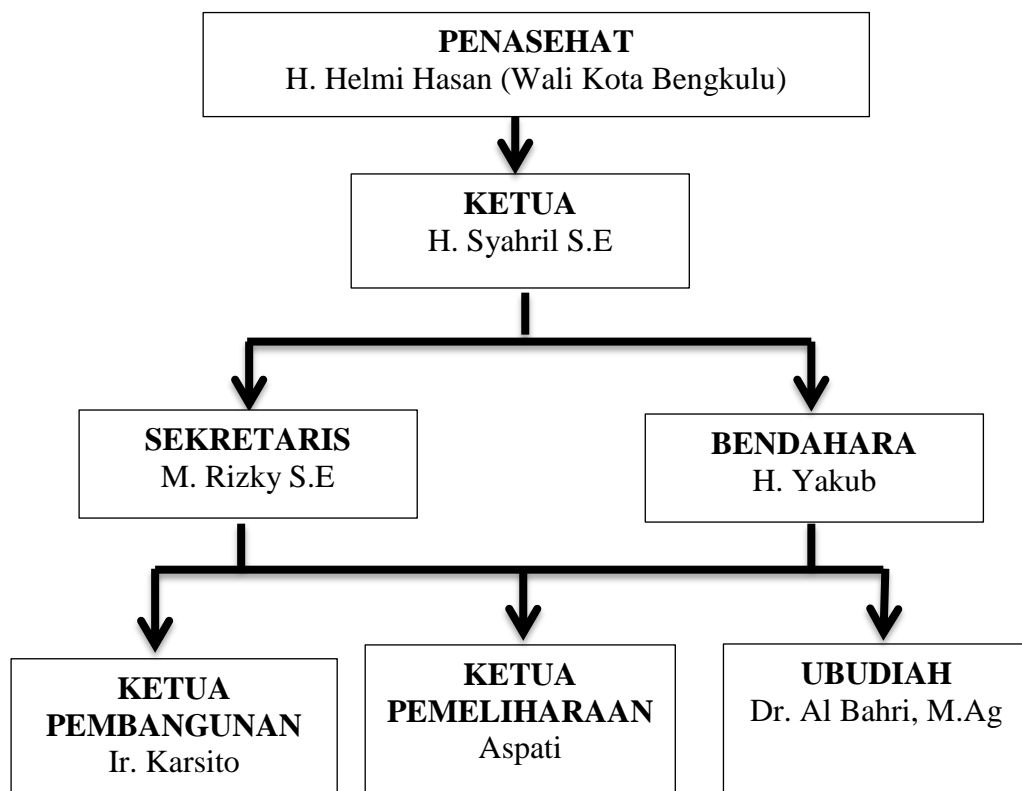 PENASEHAT
H. Helmi Hasan (Wali Kota Bengkulu)
KETUA
H. Syahril S.E
SEKRETARIS
M. Rizky S.E
BENDAHARA
H. Yakub
KETUA
PEMBANGUNAN
Ir. Karsito
KETUA
PEMELIHARAAN
Aspati
UBUDIAH
Dr. Al Bahri, M.Ag